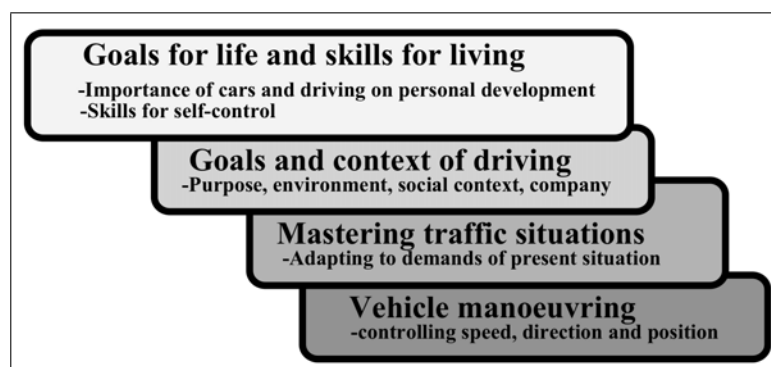 Goals for life and skills for living
-Importance of cars and driving on personal development
-Skills for self-control
Goals and context of driving
-Purpose, environment, social context, company
Mastering traffic situations
-Adapting to demands of present situation
Vehicle manoeuvring
-controlling speed, direction and position